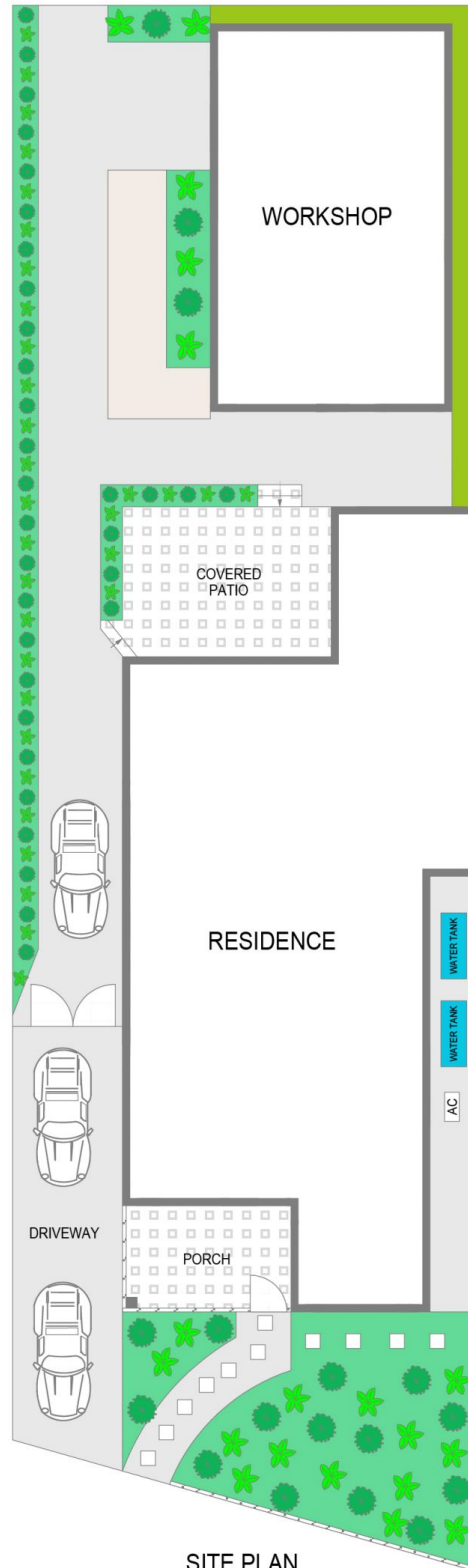 WORKSHOP
COVERED
PATIO
RESIDENCE
WATER TANK
WATER TANK
AC
DRIVEWAY
PORCH
SITE PLAN